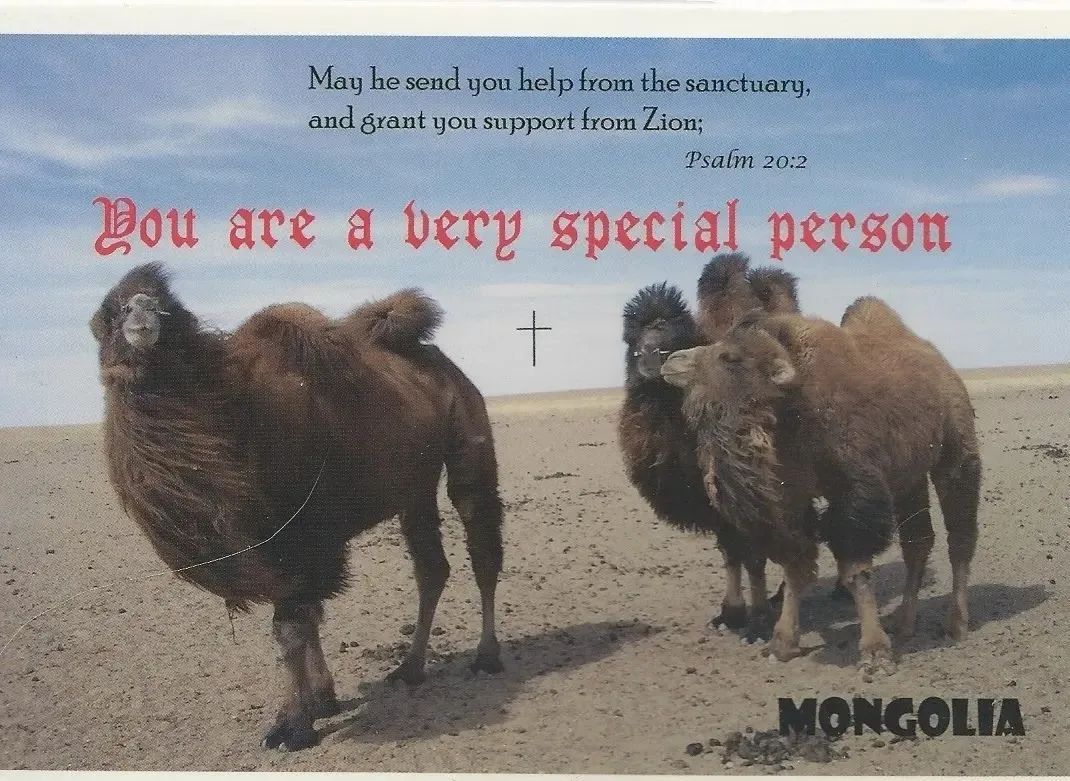 May he send you help from the sanctuary,
and grant you support from Zion;
Psalm 20:2
You are a very special person
MONGOLIA